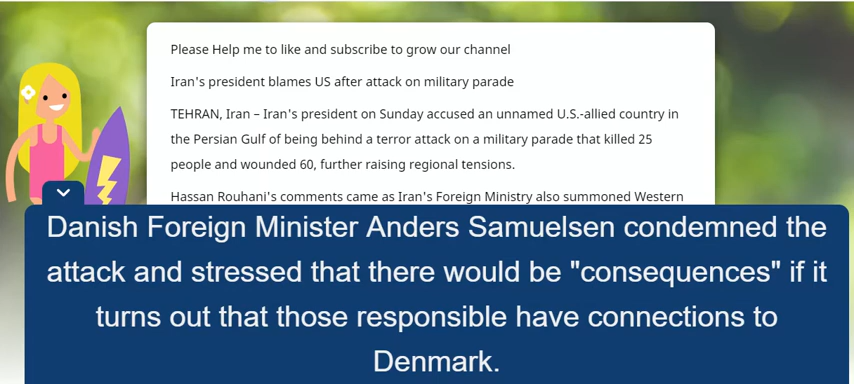 Please Help me to like and subscribe to grow our channel
Iran's president blames US after attack on military parade
TEHRAN, Iran – Iran's president on Sunday accused an unnamed U.S.-allied country in
the Persian Gulf of being behind a terror attack on a military parade that killed 25
people and wounded 60, further raising regional tensions.
Hassan Rouhani's comments came as Iran's Foreign Ministry also summoned Western
Danish Foreign Minister Anders Samuelsen condemned the
attack and stressed that there would be "consequences" if it
turns out that those responsible have connections to
Denmark.